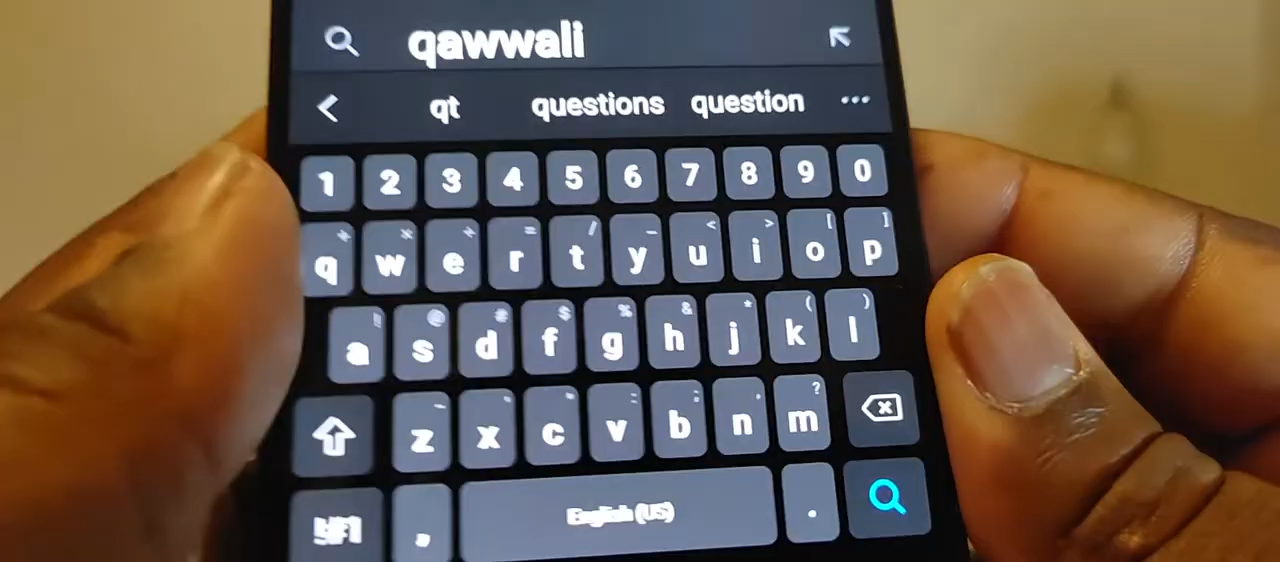 qawwali
qt questions question ...
1 2 3 4 5 6 7 8 9 0
q w e r t y u i o p
a s d f g h j k l
z x c v b n m
, English (US) .